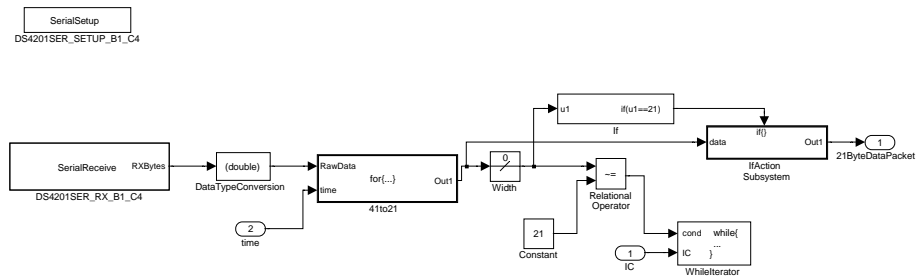 SerialSetup
DS4201SER_SETUP_B1_C4
u1
if(u1==21)
If
SerialReceive
RXBytes
DS4201SER_RX_B1_C4
(double)
DataTypeConversion
RawData
time
for{...}
Out1
41to21
0
Width
~=
Relational
Operator
data
if{}
Out1
IfAction
Subsystem
1
21ByteDataPacket
2
time
21
Constant
1
IC
cond
IC
while{
...
}
WhileIterator